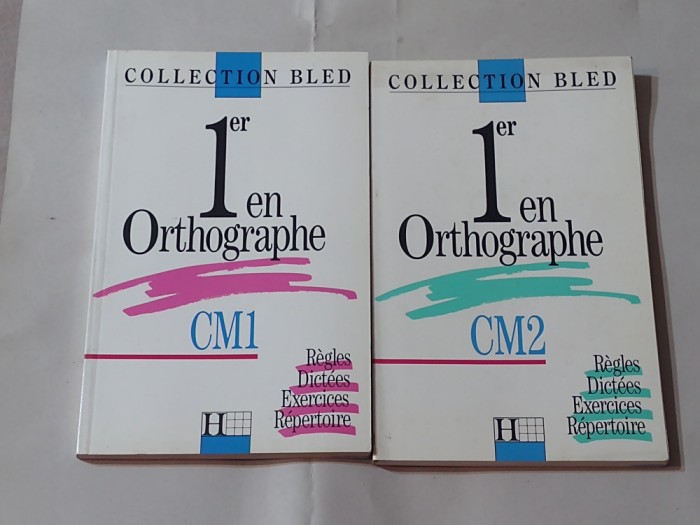 COLLECTION BLED
1er en
Orthographe
CM1
Règles
Dictées
Exercices
Répertoire
H
COLLECTION BLED
1er en
Orthographe
CM2
Règles
Dictées
Exercices
Répertoire
H